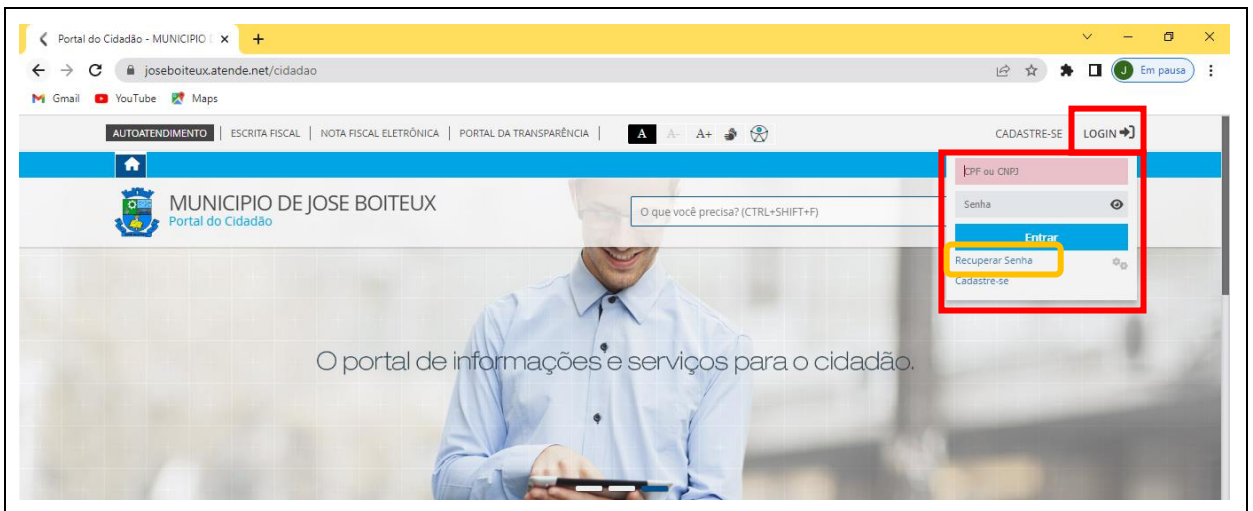 Portal do Cidadão - MUNICIPIO
joseboiteux.atende.net/cidadao
J Em pausa
Gmail YouTube Maps
AUTOATENDIMENTO | ESCRITA FISCAL | NOTA FISCAL ELETRÔNICA | PORTAL DA TRANSPARÊNCIA | A A- A+ CADASTRE-SE LOGIN
CPF ou CNPJ
MUNICIPIO DE JOSE BOITEUX
Portal do Cidadão
O que você precisa? (CTRL+SHIFT+F)
Senha
Entrar
Recuperar Senha
Cadastre-se
O portal de informações e serviços para o cidadão.